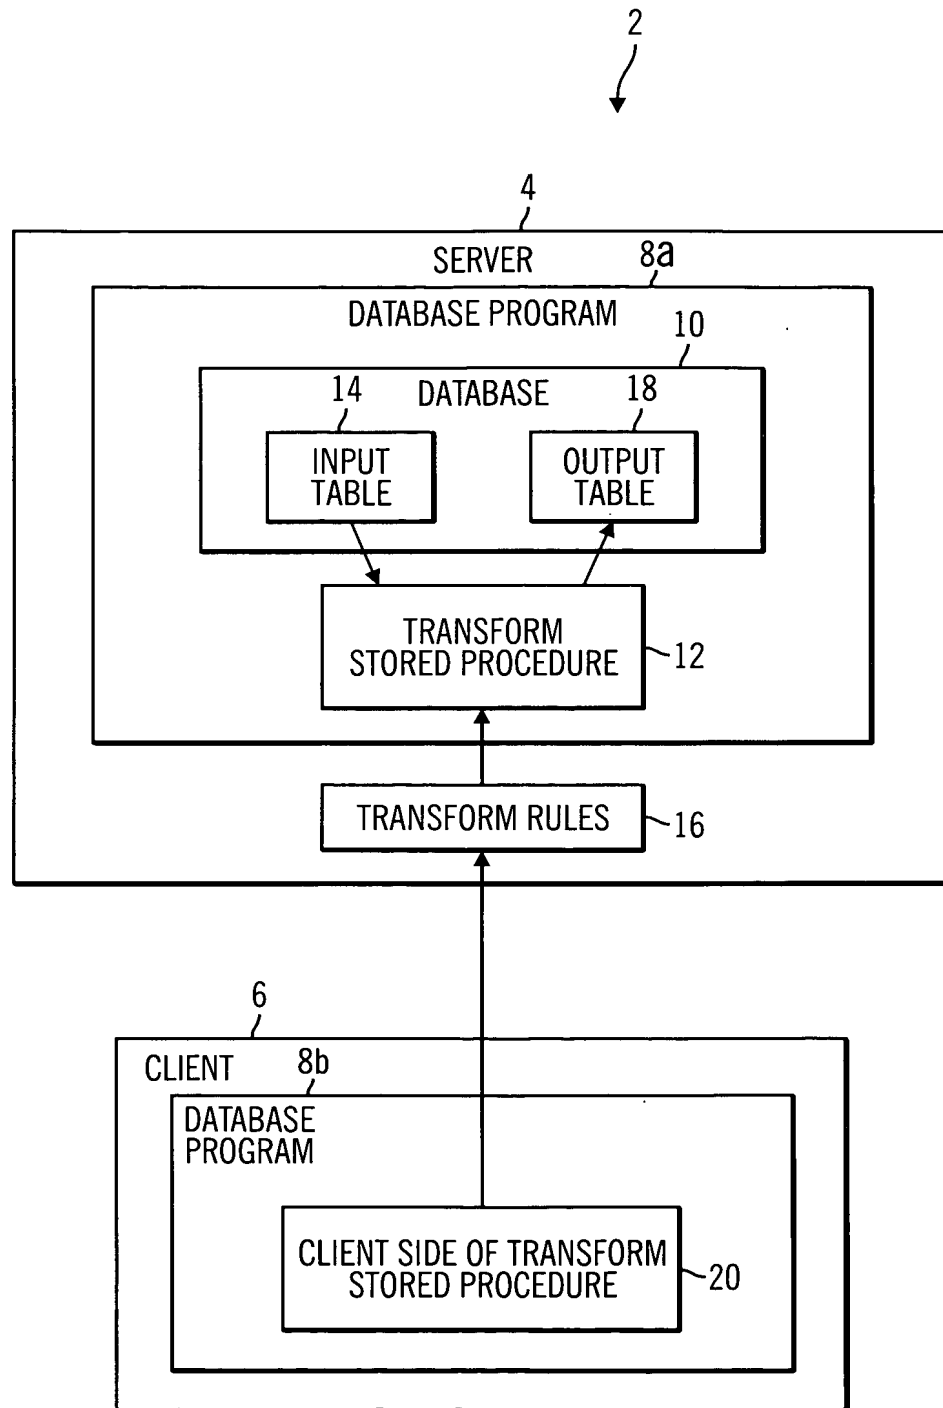 2
4
SERVER
8a
DATABASE PROGRAM
10
DATABASE
14
18
INPUT
TABLE
OUTPUT
TABLE
TRANSFORM
STORED PROCEDURE
12
TRANSFORM RULES
16
6
CLIENT
8b
DATABASE
PROGRAM
CLIENT SIDE OF TRANSFORM
STORED PROCEDURE
20